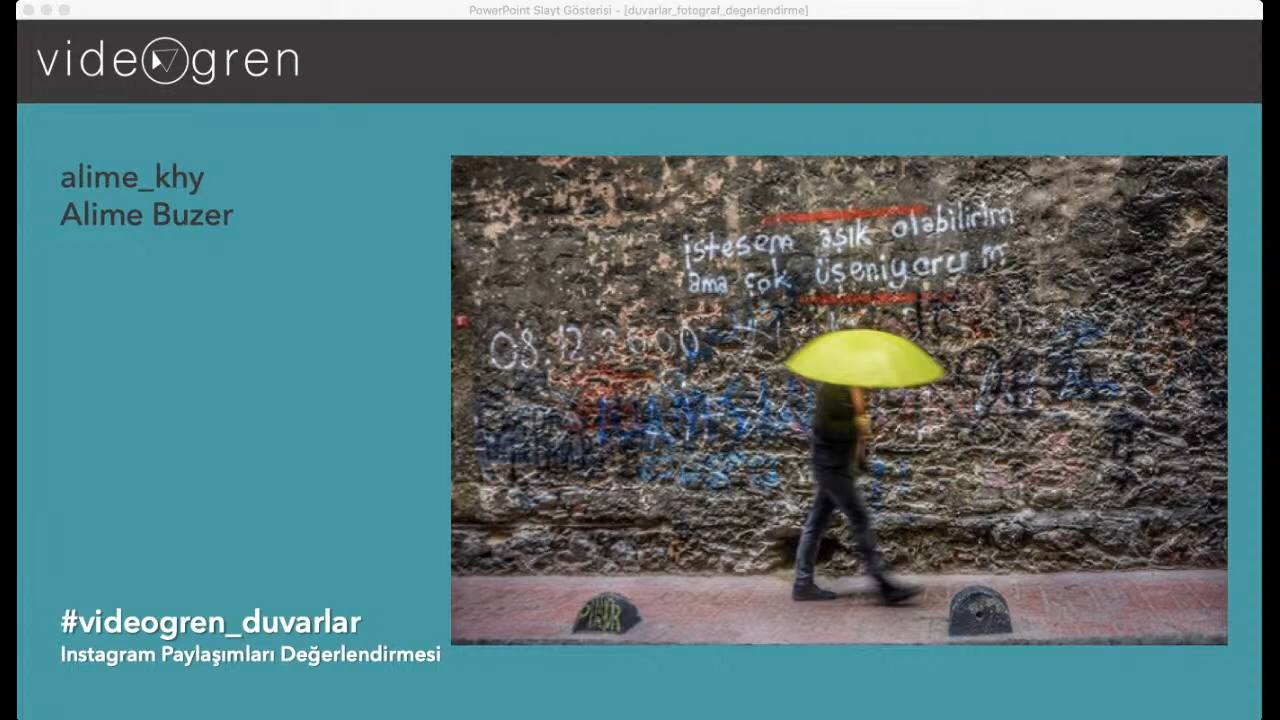 PowerPoint Slayt Gösterisi - [duvarlar_fotograf_degerlendirme]
videogren
alime_khy
Alime Buzer
istesem aşık olabilirim
ama çok üşeniyorum
08.12.2000
#videogren_duvarlar
Instagram Paylaşımları Değerlendirmesi